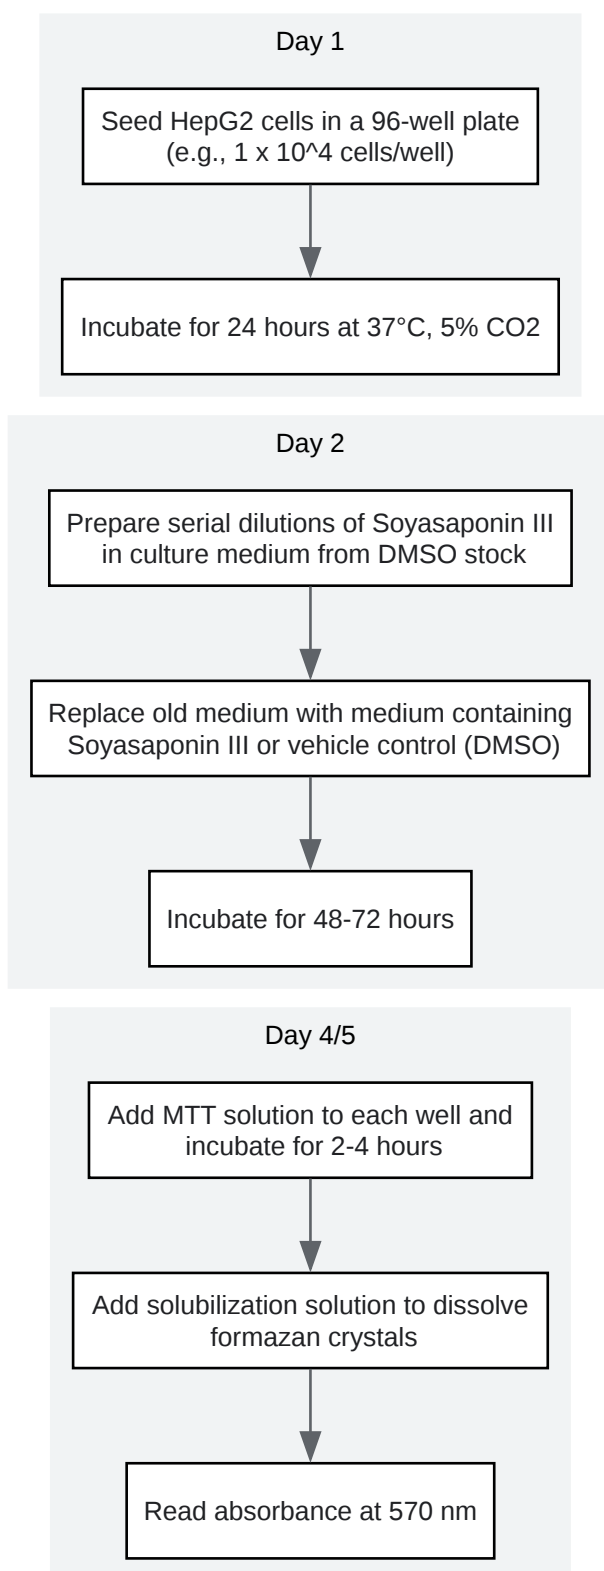 Day 1
Seed HepG2 cells in a 96-well plate
(e.g., 1 x 10^4 cells/well)
Incubate for 24 hours at 37°C, 5% CO2
Day 2
Prepare serial dilutions of Soyasaponin III
in culture medium from DMSO stock
Replace old medium with medium containing
Soyasaponin III or vehicle control (DMSO)
Incubate for 48-72 hours
Day 4/5
Add MTT solution to each well and
incubate for 2-4 hours
Add solubilization solution to dissolve
formazan crystals
Read absorbance at 570 nm